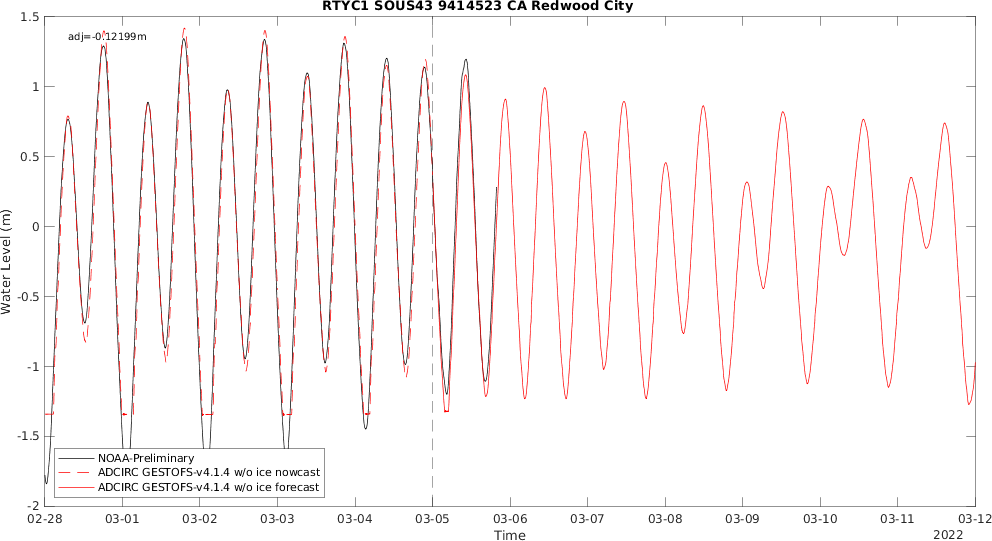 RTYC1 SOUS43 9414523 CA Redwood City
adj=-0.12199m
Water Level (m)
1.5
1
0.5
0
-0.5
-1
-1.5
-2
NOAA-Preliminary
ADCIRC GESTOFS-v4.1.4 w/o ice nowcast
ADCIRC GESTOFS-v4.1.4 w/o ice forecast
02-28 03-01 03-02 03-03 03-04 03-05 03-06 03-07 03-08 03-09 03-10 03-11 03-12
Time
2022